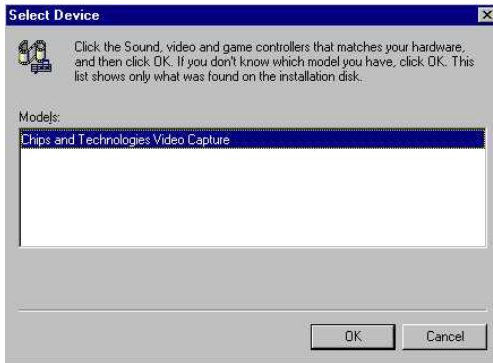 Select Device
Click the Sound, video and game controllers that matches your hardware,
and then click OK. If you don't know which model you have, click OK. This
list shows only what was found on the installation disk.
Models:
Chips and Technologies Video Capture
OK
Cancel